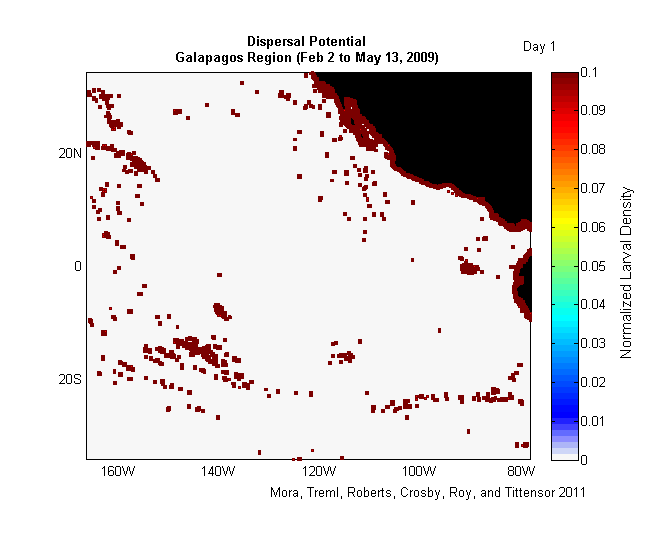 Dispersal Potential
Galapagos Region (Feb 2 to May 13, 2009)
Day 1
20N
0
20S
160W
140W
120W
100W
80W
0.1
0.09
0.08
0.07
0.06
0.05
0.04
0.03
0.02
0.01
0
Normalized Larval Density
Mora, Treml, Roberts, Crosby, Roy, and Tittensor 2011